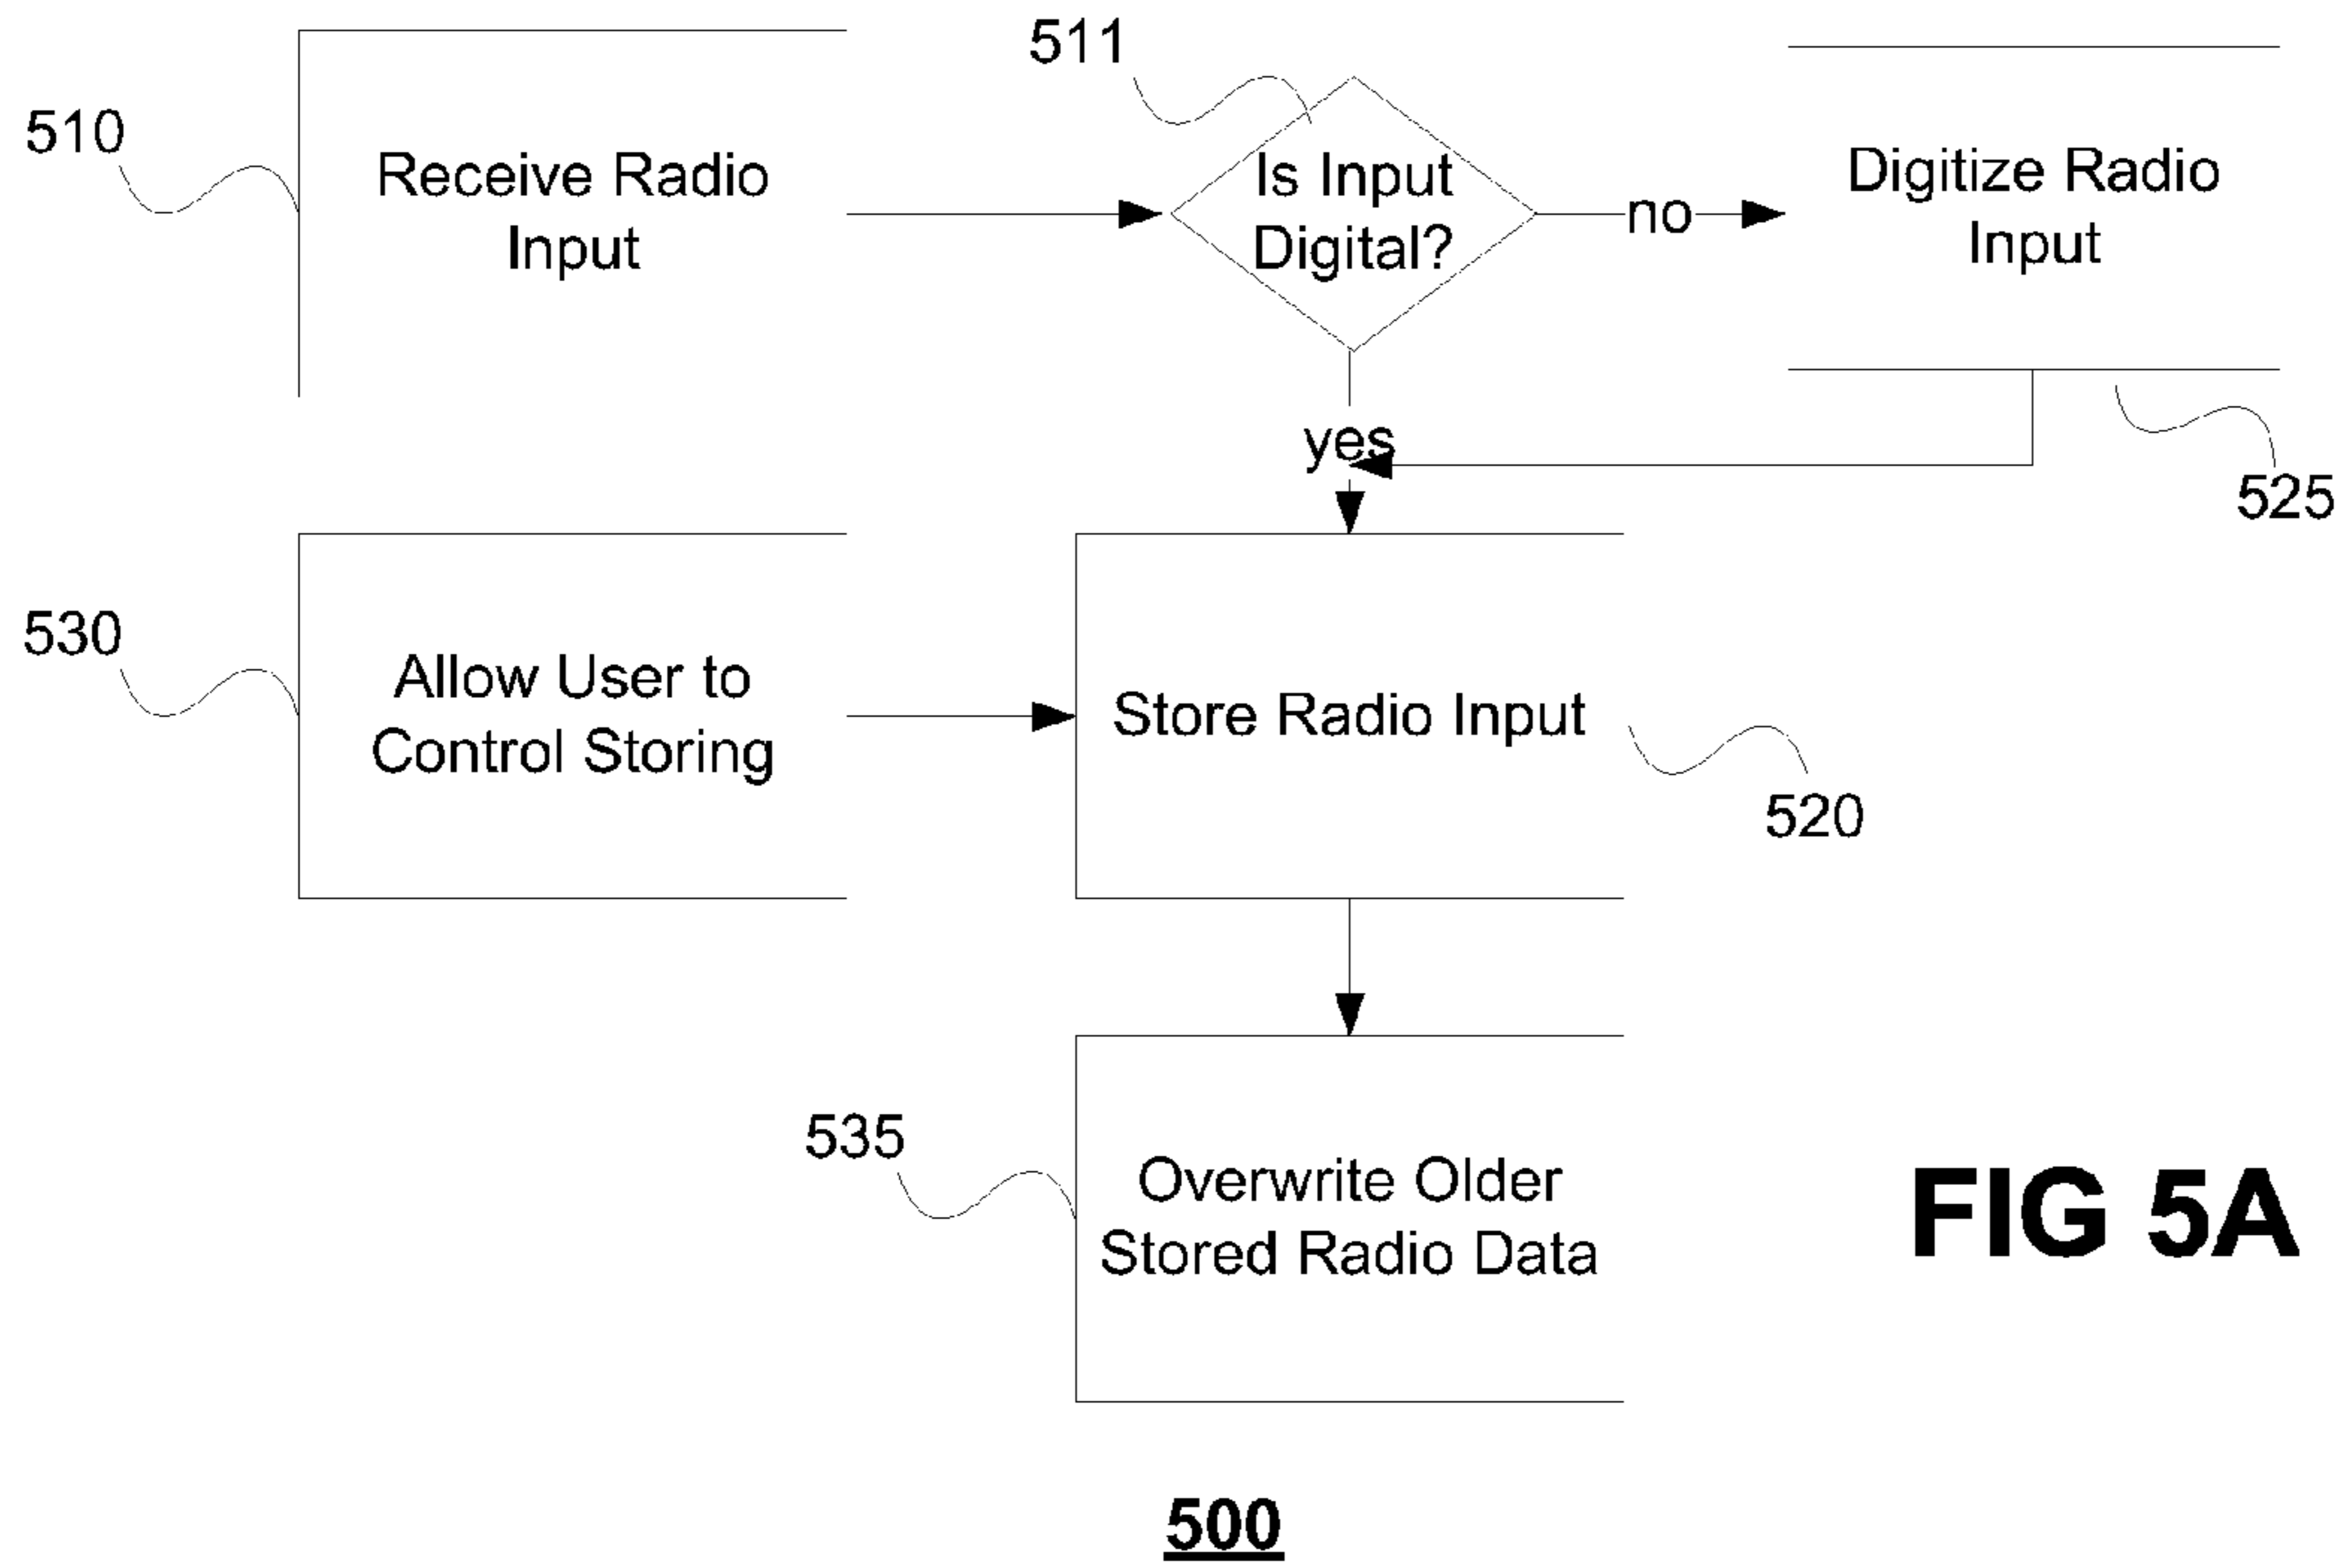 511
510
Receive Radio
Input
Is Input
Digital?
no
Digitize Radio
Input
yes
525
530
Allow User to
Control Storing
Store Radio Input
520
535
Overwrite Older
Stored Radio Data
FIG 5A
500